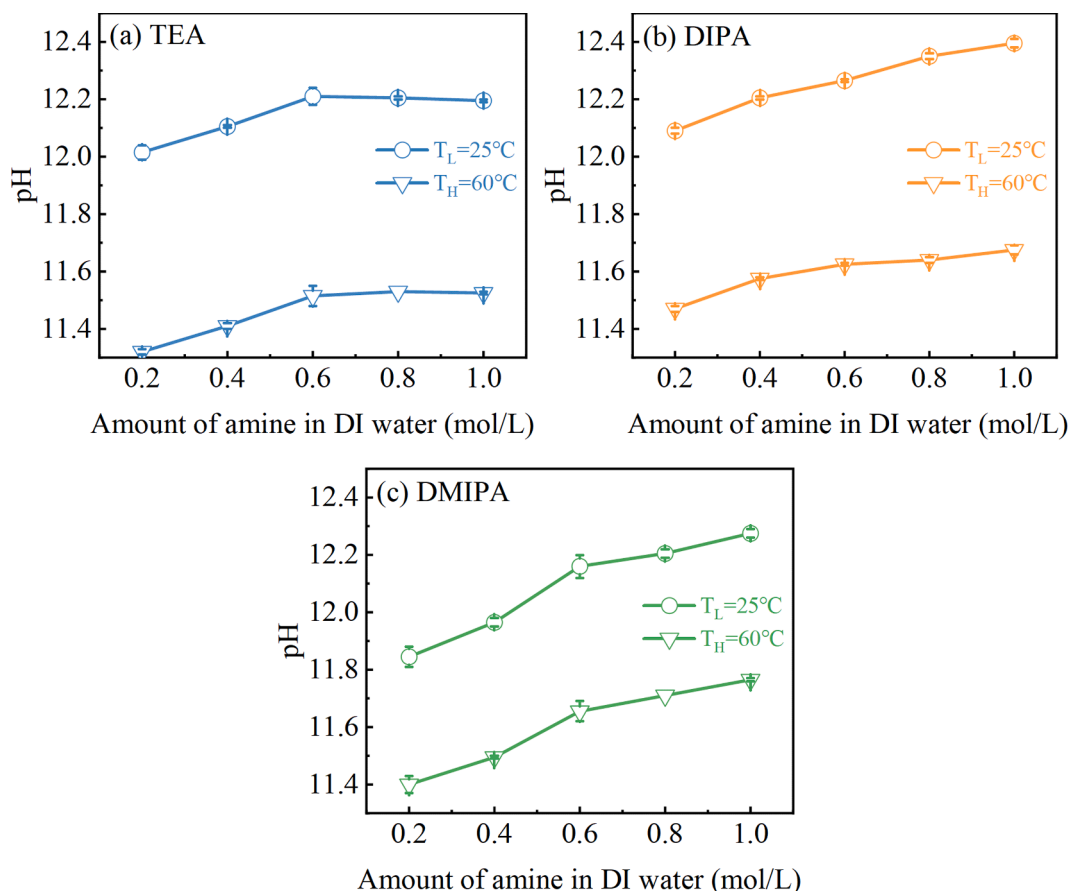 (a) TEA
12.4
12.2
12.0
11.8
11.6
11.4
pH
T_L=25℃
T_H=60℃
0.2 0.4 0.6 0.8 1.0
Amount of amine in DI water (mol/L)
(b) DIPA
12.4
12.2
12.0
11.8
11.6
11.4
pH
T_L=25℃
T_H=60℃
0.2 0.4 0.6 0.8 1.0
Amount of amine in DI water (mol/L)
(c) DMIPA
12.4
12.2
12.0
11.8
11.6
11.4
pH
T_L=25℃
T_H=60℃
0.2 0.4 0.6 0.8 1.0
Amount of amine in DI water (mol/L)